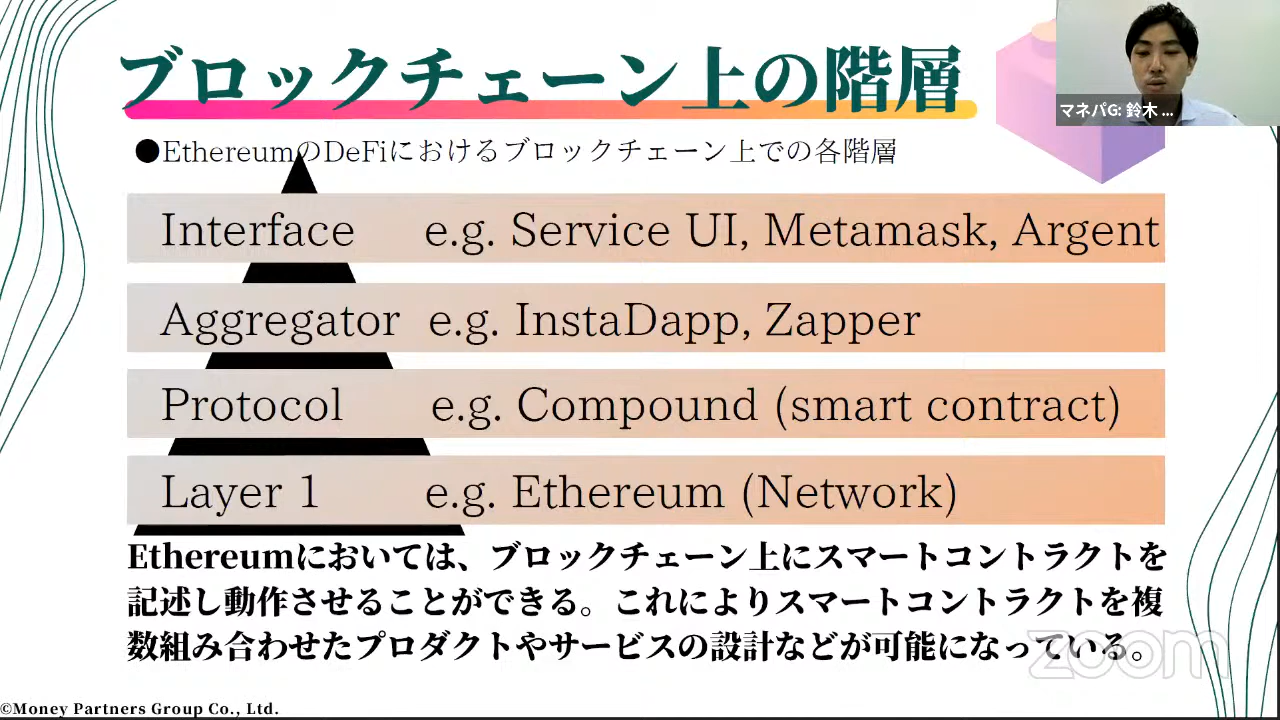 ブロックチェーン上の階層
マネパG: 鈴木 ...
●EthereumのDeFiにおけるブロックチェーン上での各階層
Interface e.g. Service UI, Metamask, Argent
Aggregator e.g. InstaDapp, Zapper
Protocol e.g. Compound (smart contract)
Layer 1 e.g. Ethereum (Network)
Ethereumにおいては、ブロックチェーン上にスマートコントラクトを
記述し動作させることができる。これによりスマートコントラクトを複
数組み合わせたプロダクトやサービスの設計などが可能になっている。
zoom
©Money Partners Group Co., Ltd.